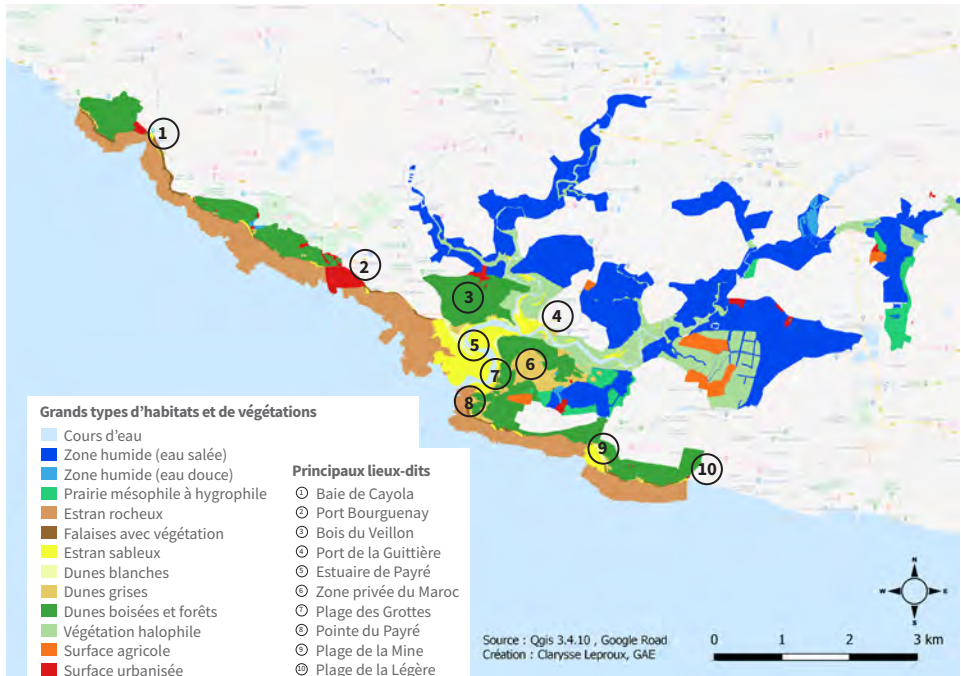 1
2
3
4
5
6
7
8
9
10
Grands types d'habitats et de végétations
Cours d'eau
Zone humide (eau salée)
Zone humide (eau douce)
Prairie mésophile à hygrophile
Estran rocheux
Falaises avec végétation
Estran sableux
Dunes blanches
Dunes grises
Dunes boisées et forêts
Végétation halophile
Surface agricole
Surface urbanisée
Principaux lieux-dits
1 Baie de Cayola
2 Port Bourguenay
3 Bois du Veillon
4 Port de la Guittière
5 Estuaire de Payré
6 Zone privée du Maroc
7 Plage des Grottes
8 Pointe du Payré
9 Plage de la Mine
10 Plage de la Légère
Source : Qgis 3.4.10 , Google Road
Création : Clarysse Leproux, GAE
0 1 2 3 km
N
W E
S